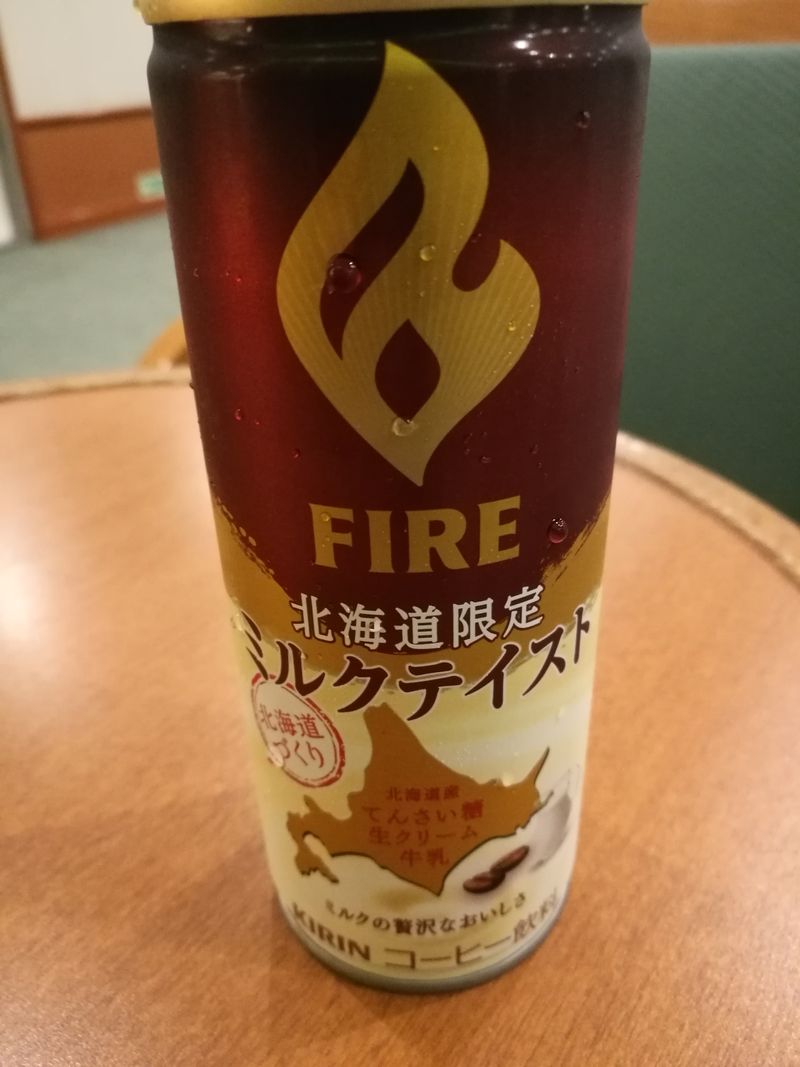 FIRE
北海道限定
ミルクテイスト
北海道
づくり
北海道産
てんさい糖
生クリーム
牛乳
ミルクの贅沢なおいしさ
KIRIN コーヒー飲料